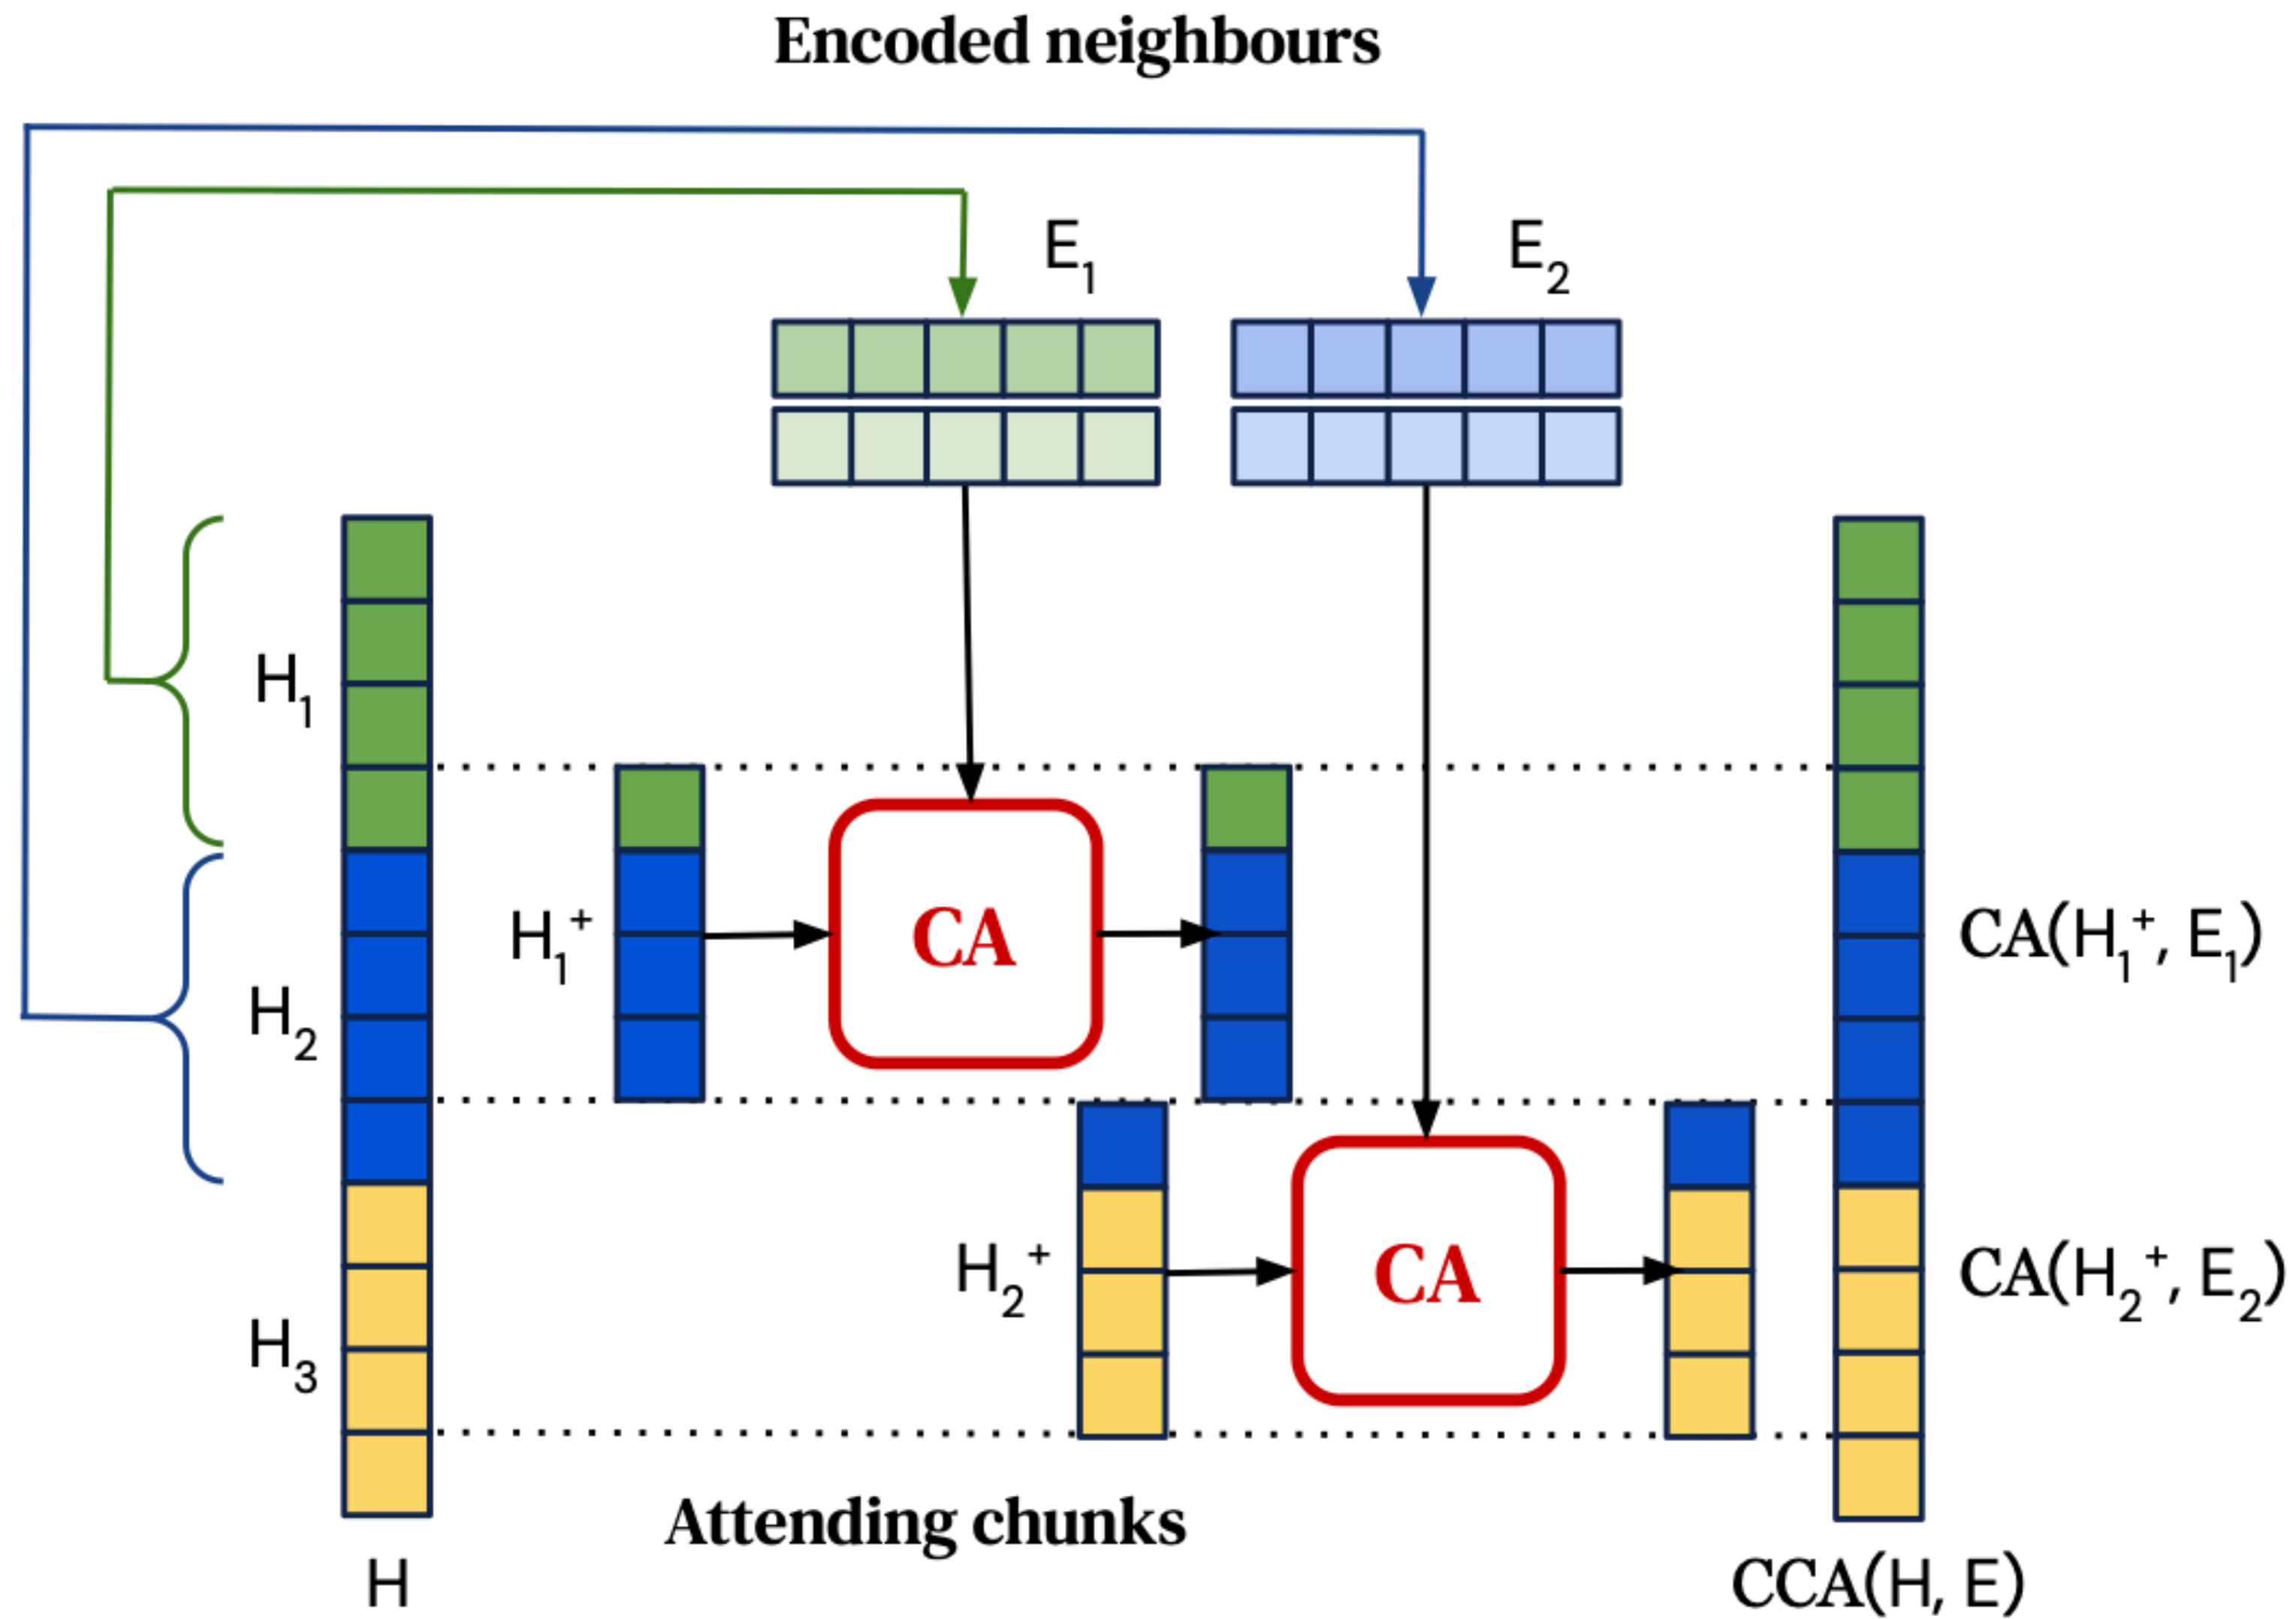 Encoded neighbours
E₁
E₂
H₁
H₁⁺
CA
CA(H₁⁺, E₁)
H₂
H₂⁺
CA
CA(H₂⁺, E₂)
H₃
Attending chunks
H
CCA(H, E)